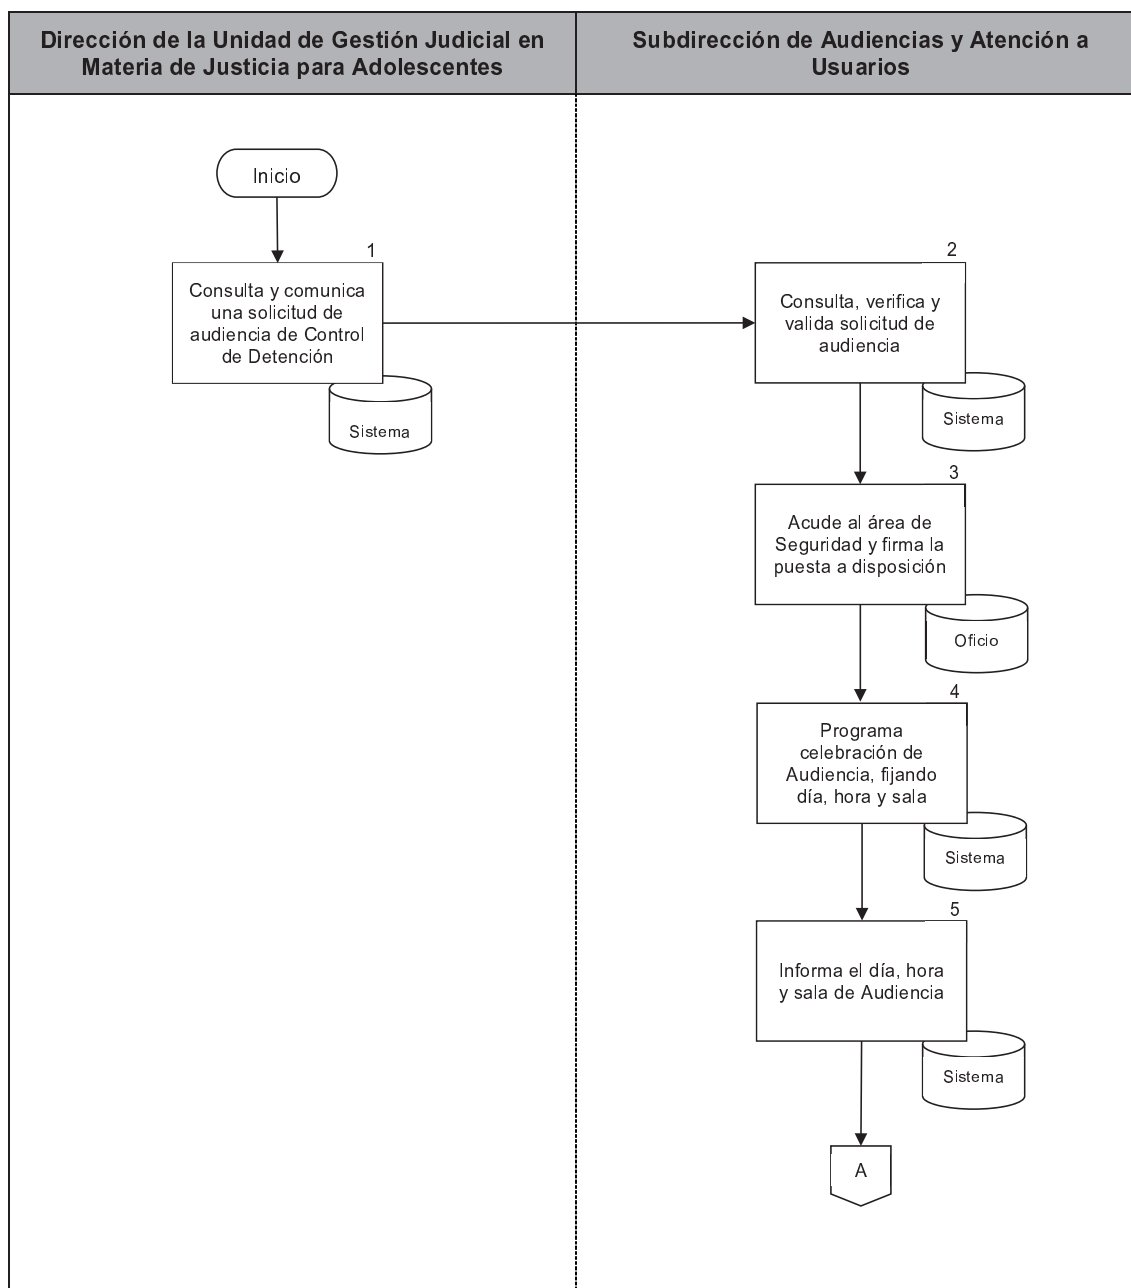 Dirección de la Unidad de Gestión Judicial en
Materia de Justicia para Adolescentes
Subdirección de Audiencias y Atención a
Usuarios
Inicio
1
Consulta y comunica
una solicitud de
audiencia de Control
de Detención
Sistema
2
Consulta, verifica y
valida solicitud de
audiencia
Sistema
3
Acude al área de
Seguridad y firma la
puesta a disposición
Oficio
4
Programa
celebración de
Audiencia, fijando
día, hora y sala
Sistema
5
Informa el día, hora
y sala de Audiencia
Sistema
A